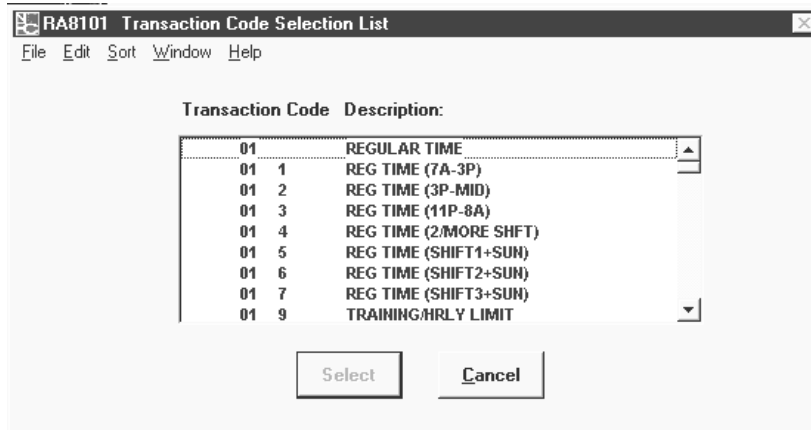 RA8101 Transaction Code Selection List
File Edit Sort Window Help
Transaction Code Description:
01 REGULAR TIME
01 1 REG TIME (7A-3P)
01 2 REG TIME (3P-MID)
01 3 REG TIME (11P-8A)
01 4 REG TIME (2/MORE SHFT)
01 5 REG TIME (SHIFT1+SUN)
01 6 REG TIME (SHIFT2+SUN)
01 7 REG TIME (SHIFT3+SUN)
01 9 TRAINING/HRLY LIMIT
Select Cancel